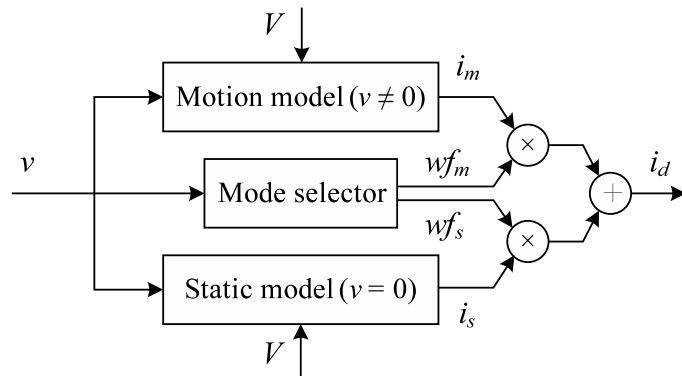 V
Motion model (v ≠ 0)
i_m
×
v
Mode selector
wf_m
wf_s
+
i_d
×
Static model (v = 0)
i_s
V